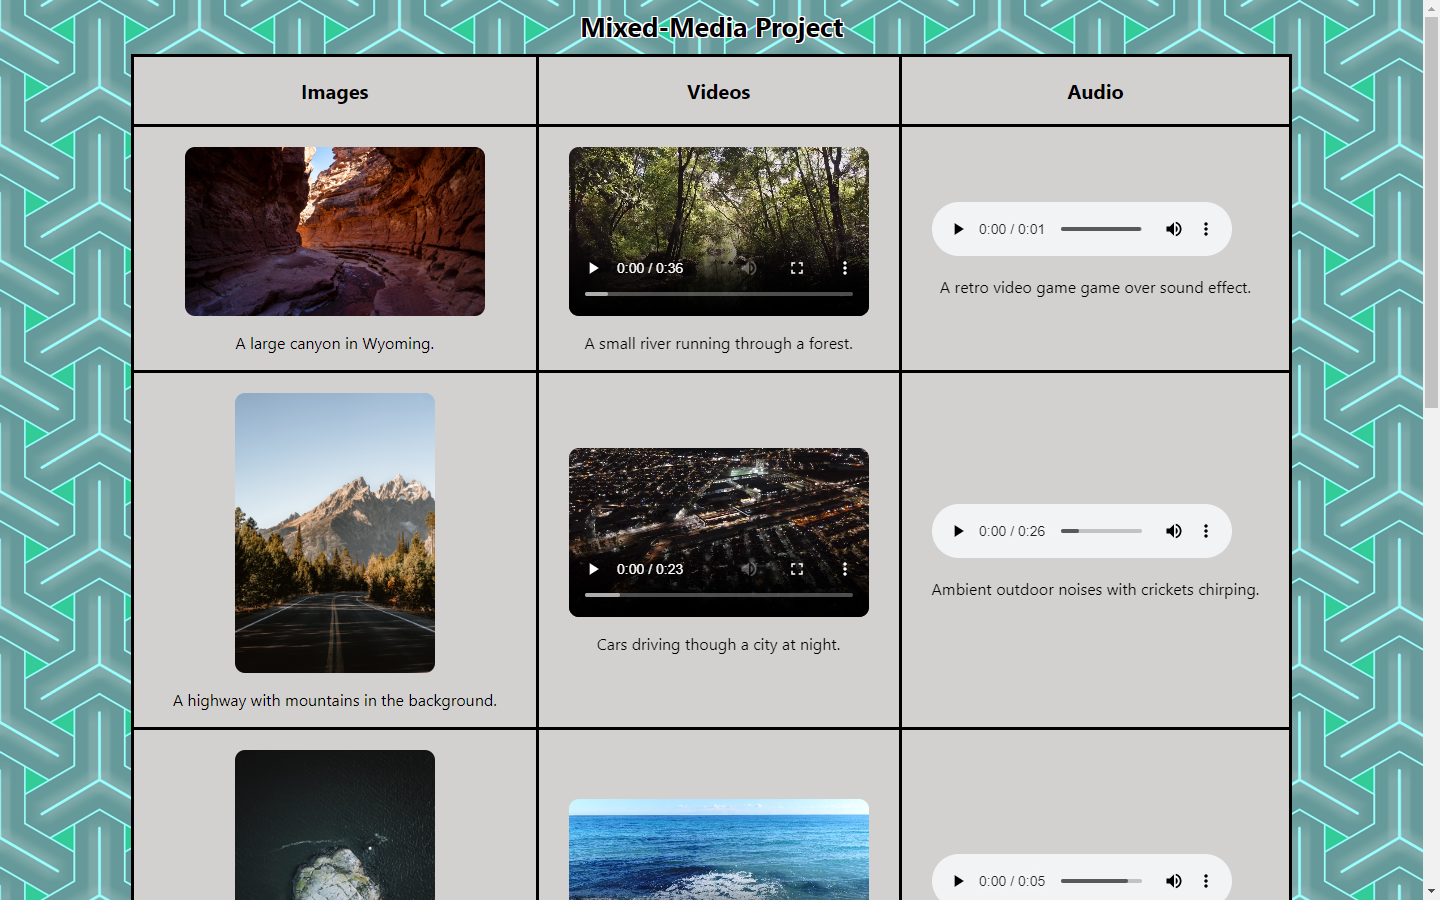 Mixed-Media Project
Images
Videos
Audio
0:00 / 0:36
0:00 / 0:01
A large canyon in Wyoming.
A small river running through a forest.
A retro video game game over sound effect.
0:00 / 0:23
0:00 / 0:26
A highway with mountains in the background.
Cars driving though a city at night.
Ambient outdoor noises with crickets chirping.
0:00 / 0:05